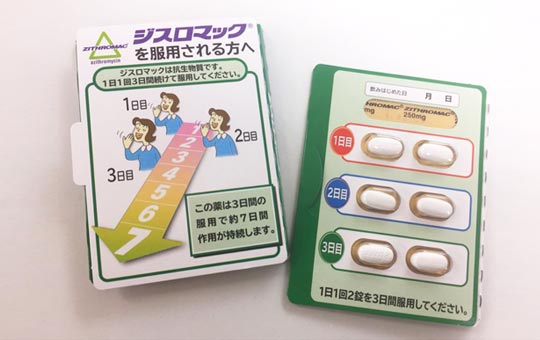 ZITHROMAC
azithromycin
ジスロマック®
を服用される方へ
ジスロマックは抗生物質です。
1日1回3日間続けて服用してください。
1日目
2日目
3日目
1
2
3
4
5
6
7
この薬は3日間の
服用で約7日間
作用が持続します。
飲みはじめた日 月 日
HROMAC® ZITHROMAC®
mg 250mg
1日目
2日目
3日目
1日1回2錠を3日間服用してください。